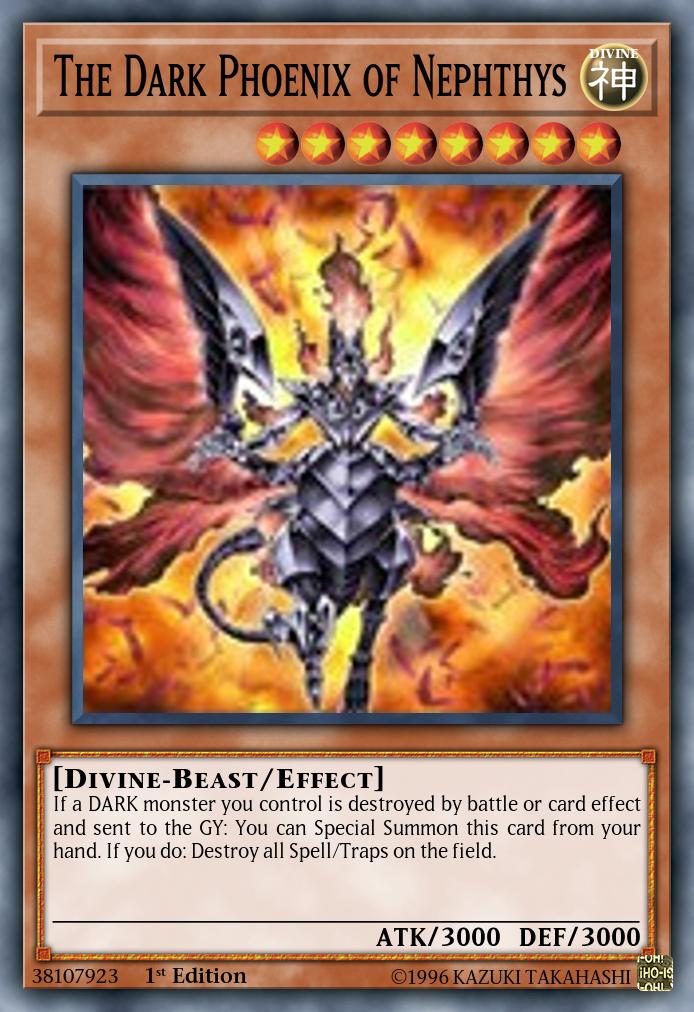 The Dark Phoenix of Nephthys
DIVINE
神
[Divine-Beast/Effect]
If a DARK monster you control is destroyed by battle or card effect
and sent to the GY: You can Special Summon this card from your
hand. If you do: Destroy all Spell/Traps on the field.
ATK/3000 DEF/3000
38107923 1st Edition ©1996 KAZUKI TAKAHASHI